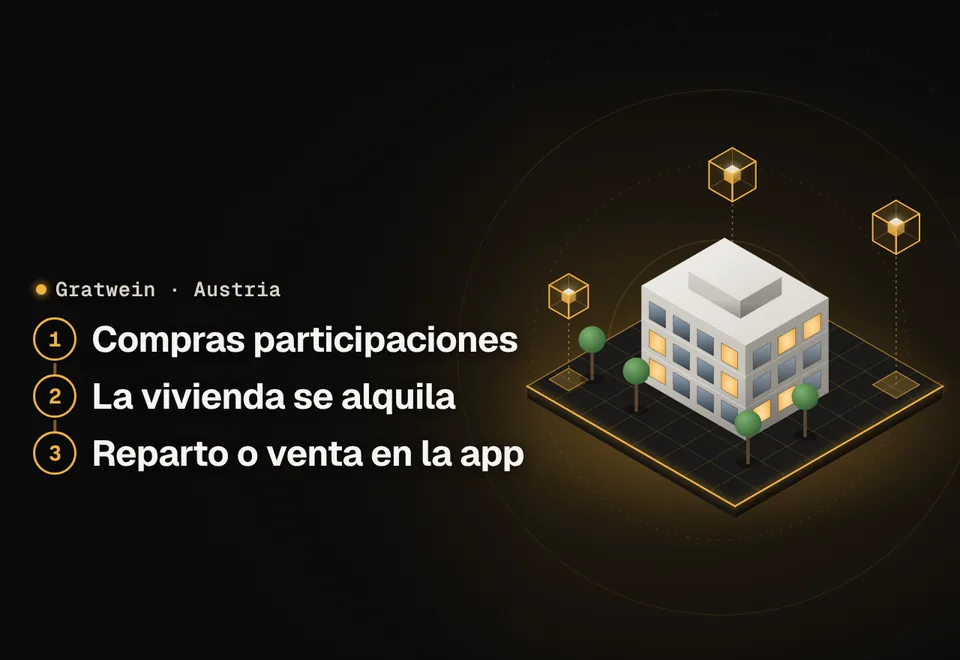 Gratwein · Austria
1 Compras participaciones
2 La vivienda se alquila
3 Reparto o venta en la app